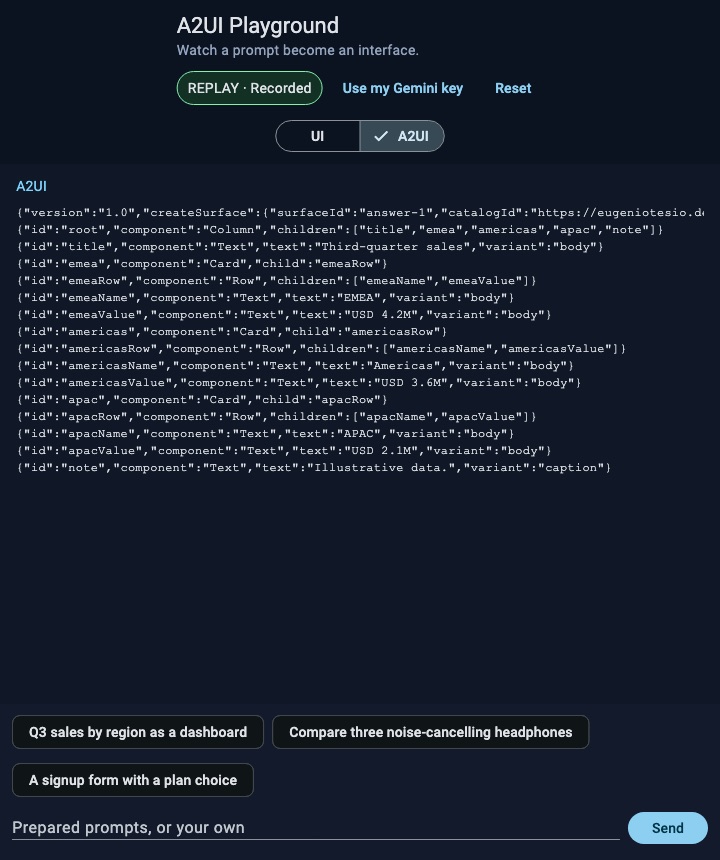 A2UI Playground
Watch a prompt become an interface.
REPLAY · Recorded
Use my Gemini key
Reset
UI
A2UI
A2UI
{"version":"1.0","createSurface":{"surfaceId":"answer-1","catalogId":"https://eugeniotesio.de
{"id":"root","component":"Column","children":["title","emea","americas","apac","note"]}
{"id":"title","component":"Text","text":"Third-quarter sales","variant":"body"}
{"id":"emea","component":"Card","child":"emeaRow"}
{"id":"emeaRow","component":"Row","children":["emeaName","emeaValue"]}
{"id":"emeaName","component":"Text","text":"EMEA","variant":"body"}
{"id":"emeaValue","component":"Text","text":"USD 4.2M","variant":"body"}
{"id":"americas","component":"Card","child":"americasRow"}
{"id":"americasRow","component":"Row","children":["americasName","americasValue"]}
{"id":"americasName","component":"Text","text":"Americas","variant":"body"}
{"id":"americasValue","component":"Text","text":"USD 3.6M","variant":"body"}
{"id":"apac","component":"Card","child":"apacRow"}
{"id":"apacRow","component":"Row","children":["apacName","apacValue"]}
{"id":"apacName","component":"Text","text":"APAC","variant":"body"}
{"id":"apacValue","component":"Text","text":"USD 2.1M","variant":"body"}
{"id":"note","component":"Text","text":"Illustrative data.","variant":"caption"}
Q3 sales by region as a dashboard
Compare three noise-cancelling headphones
A signup form with a plan choice
Prepared prompts, or your own
Send